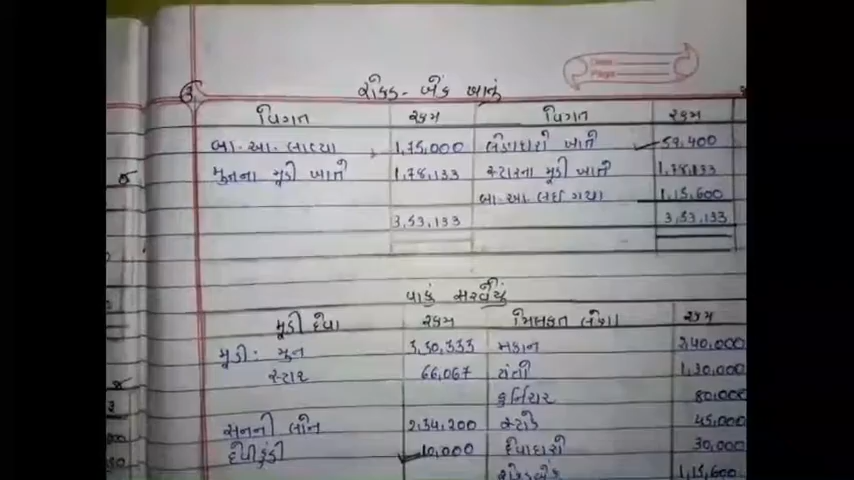 રોકડ - બેંક ખાતું
વિગત રકમ વિગત રકમ
બા.આ. લાવ્યા 1,75,000 લેણદારો ખાતે 59,400
મુનના મૂડી ખાતે 1,78,133 સ્ટારના મૂડી ખાતે 1,78,133
બા.આ. લઈ ગયા 1,15,600
3,53,133 3,53,133
પાકું સરવૈયું
મૂડી દેવા રકમ મિલકત લેણાં રકમ
મૂડી: મુન 3,30,333 મકાન 2,40,000
સ્ટાર 66,067 યંત્રો 1,30,000
ફર્નિચર 80,000
સનની લોન 2,34,200 સ્ટોક 45,000
દેવીહૂંડી 10,000 દેવાદારો 30,000
રોકડ બેંક 1,15,600